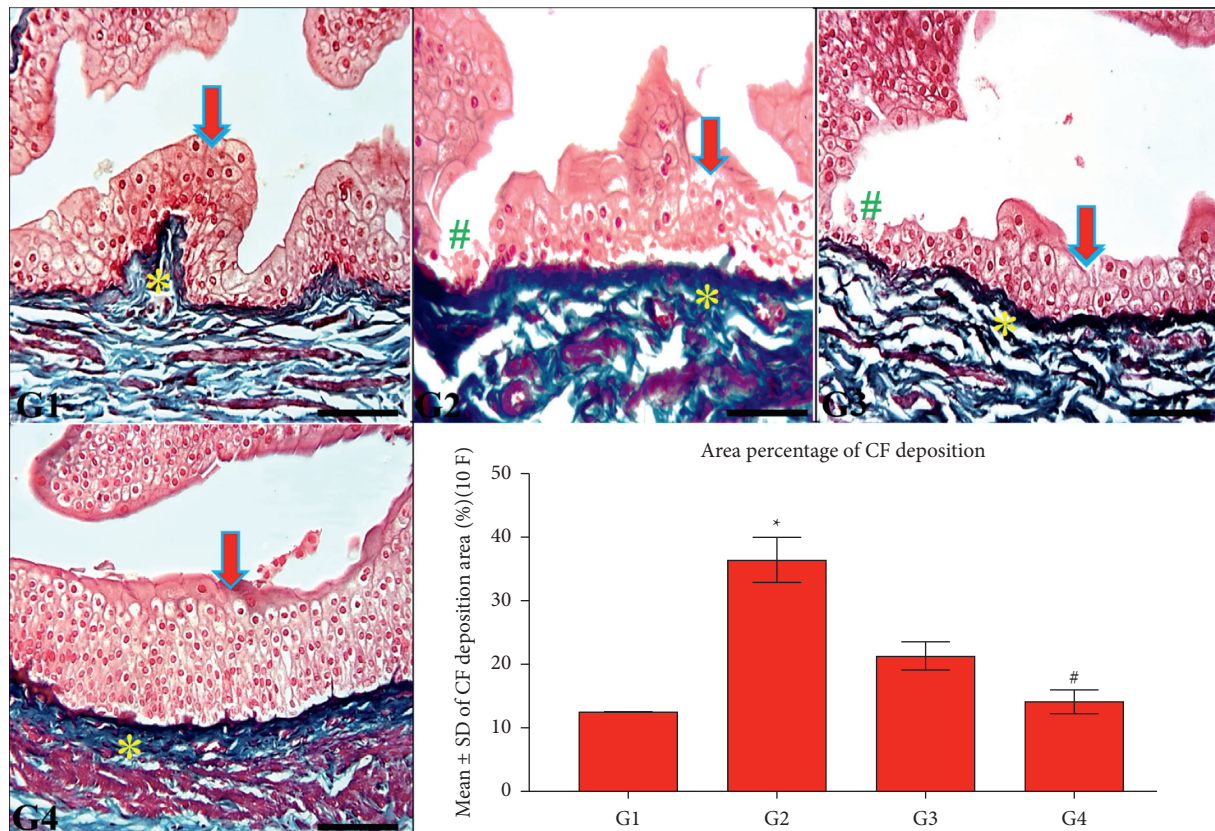 G1
G2
#
G3
#
G4
Area percentage of CF deposition
Mean ± SD of CF deposition area (%)(10 F)
50
40
30
20
10
0
*
#
G1 G2 G3 G4